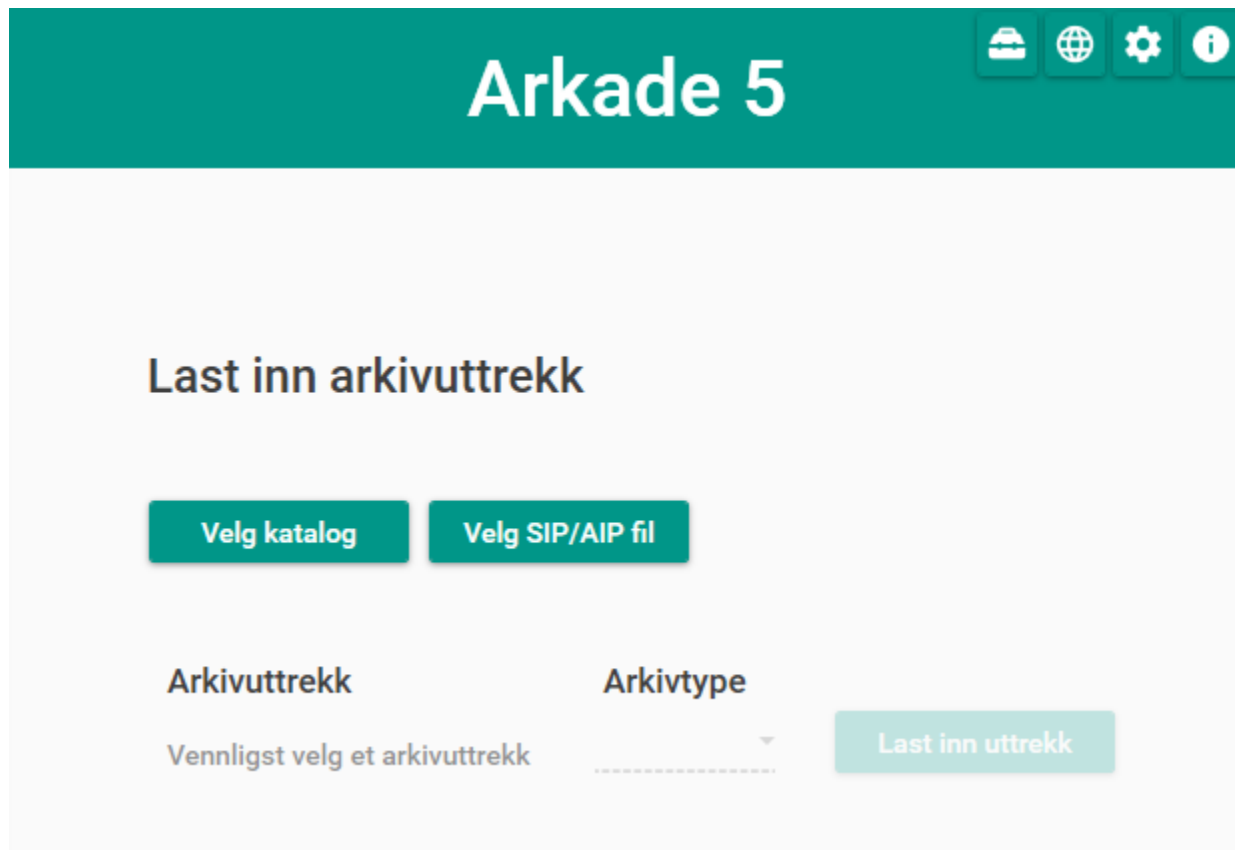 Arkade 5
Last inn arkivuttrekk
Velg katalog
Velg SIP/AIP fil
Arkivuttrekk
Arkivtype
Vennligst velg et arkivuttrekk
Last inn uttrekk